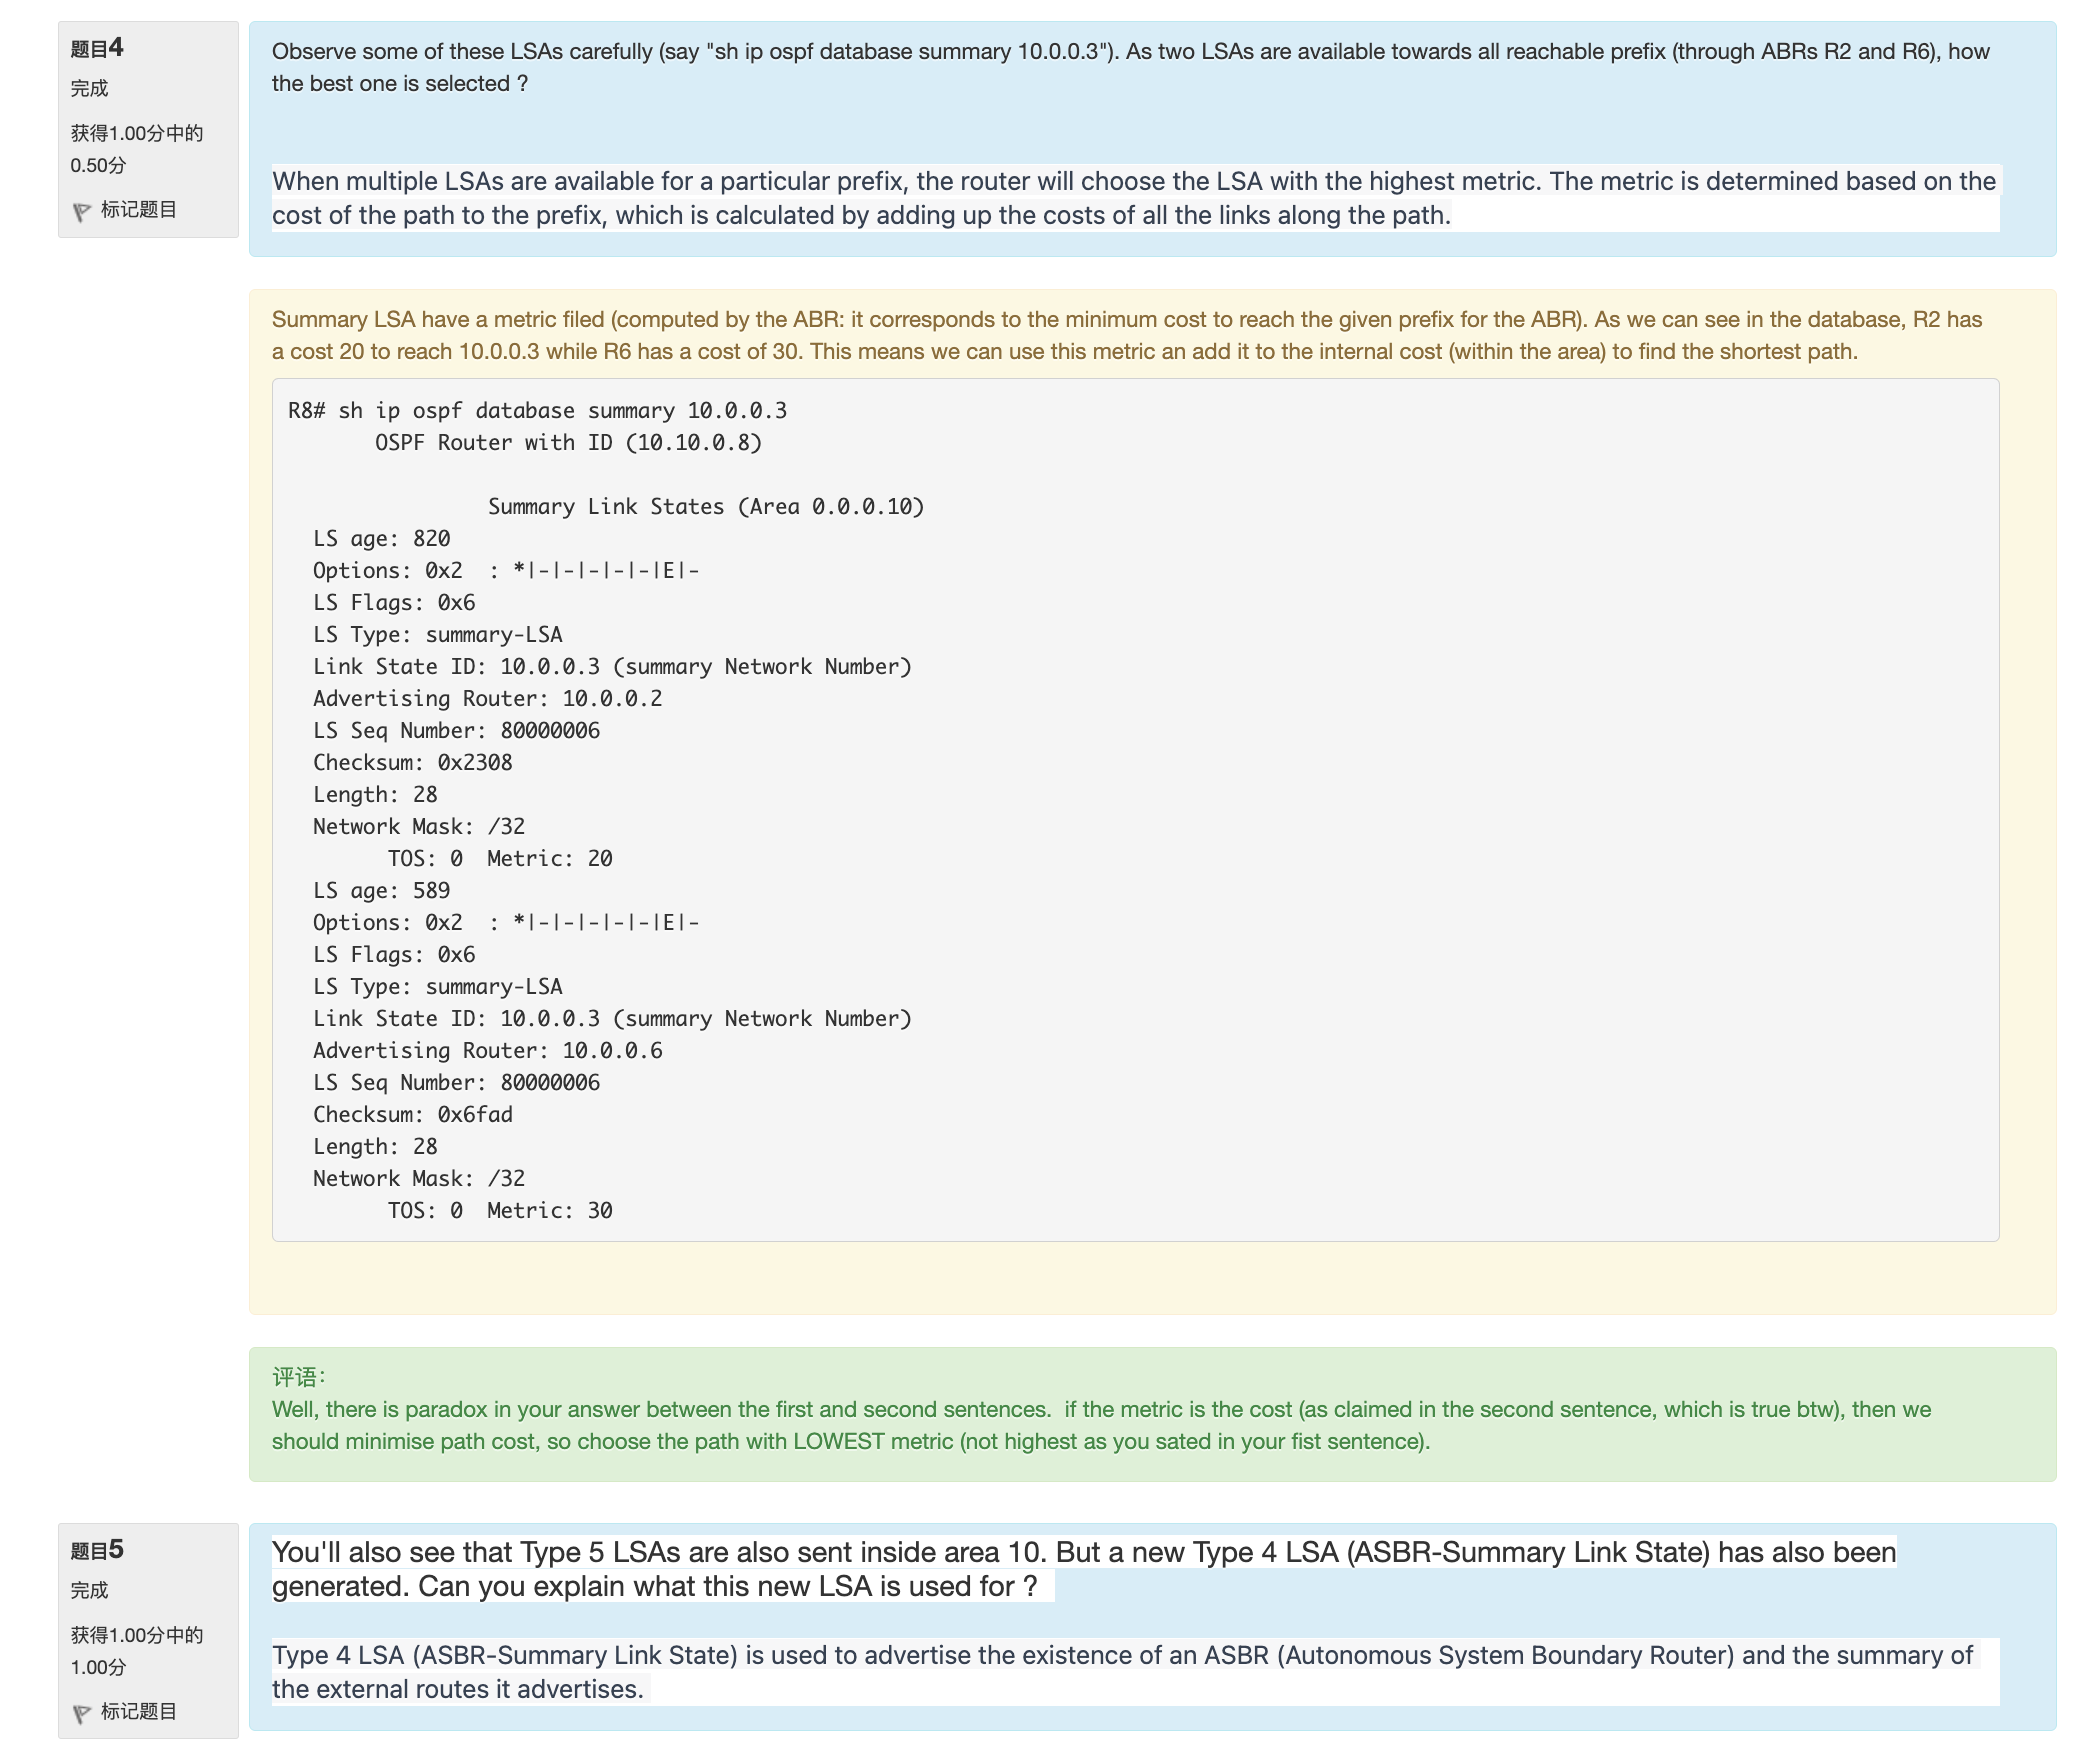 题目4
完成
获得1.00分中的
0.50分
标记题目
Observe some of these LSAs carefully (say "sh ip ospf database summary 10.0.0.3"). As two LSAs are available towards all reachable prefix (through ABRs R2 and R6), how
the best one is selected ?
When multiple LSAs are available for a particular prefix, the router will choose the LSA with the highest metric. The metric is determined based on the
cost of the path to the prefix, which is calculated by adding up the costs of all the links along the path.
Summary LSA have a metric filed (computed by the ABR: it corresponds to the minimum cost to reach the given prefix for the ABR). As we can see in the database, R2 has
a cost 20 to reach 10.0.0.3 while R6 has a cost of 30. This means we can use this metric an add it to the internal cost (within the area) to find the shortest path.
R8# sh ip ospf database summary 10.0.0.3
OSPF Router with ID (10.10.0.8)
Summary Link States (Area 0.0.0.10)
LS age: 820
Options: 0x2  : *|-|-|-|-|-|E|-
LS Flags: 0x6
LS Type: summary-LSA
Link State ID: 10.0.0.3 (summary Network Number)
Advertising Router: 10.0.0.2
LS Seq Number: 80000006
Checksum: 0x2308
Length: 28
Network Mask: /32
TOS: 0  Metric: 20
LS age: 589
Options: 0x2  : *|-|-|-|-|-|E|-
LS Flags: 0x6
LS Type: summary-LSA
Link State ID: 10.0.0.3 (summary Network Number)
Advertising Router: 10.0.0.6
LS Seq Number: 80000006
Checksum: 0x6fad
Length: 28
Network Mask: /32
TOS: 0  Metric: 30
评语：
Well, there is paradox in your answer between the first and second sentences.  if the metric is the cost (as claimed in the second sentence, which is true btw), then we
should minimise path cost, so choose the path with LOWEST metric (not highest as you sated in your fist sentence).
题目5
完成
获得1.00分中的
1.00分
标记题目
You'll also see that Type 5 LSAs are also sent inside area 10. But a new Type 4 LSA (ASBR-Summary Link State) has also been
generated. Can you explain what this new LSA is used for ?
Type 4 LSA (ASBR-Summary Link State) is used to advertise the existence of an ASBR (Autonomous System Boundary Router) and the summary of
the external routes it advertises.